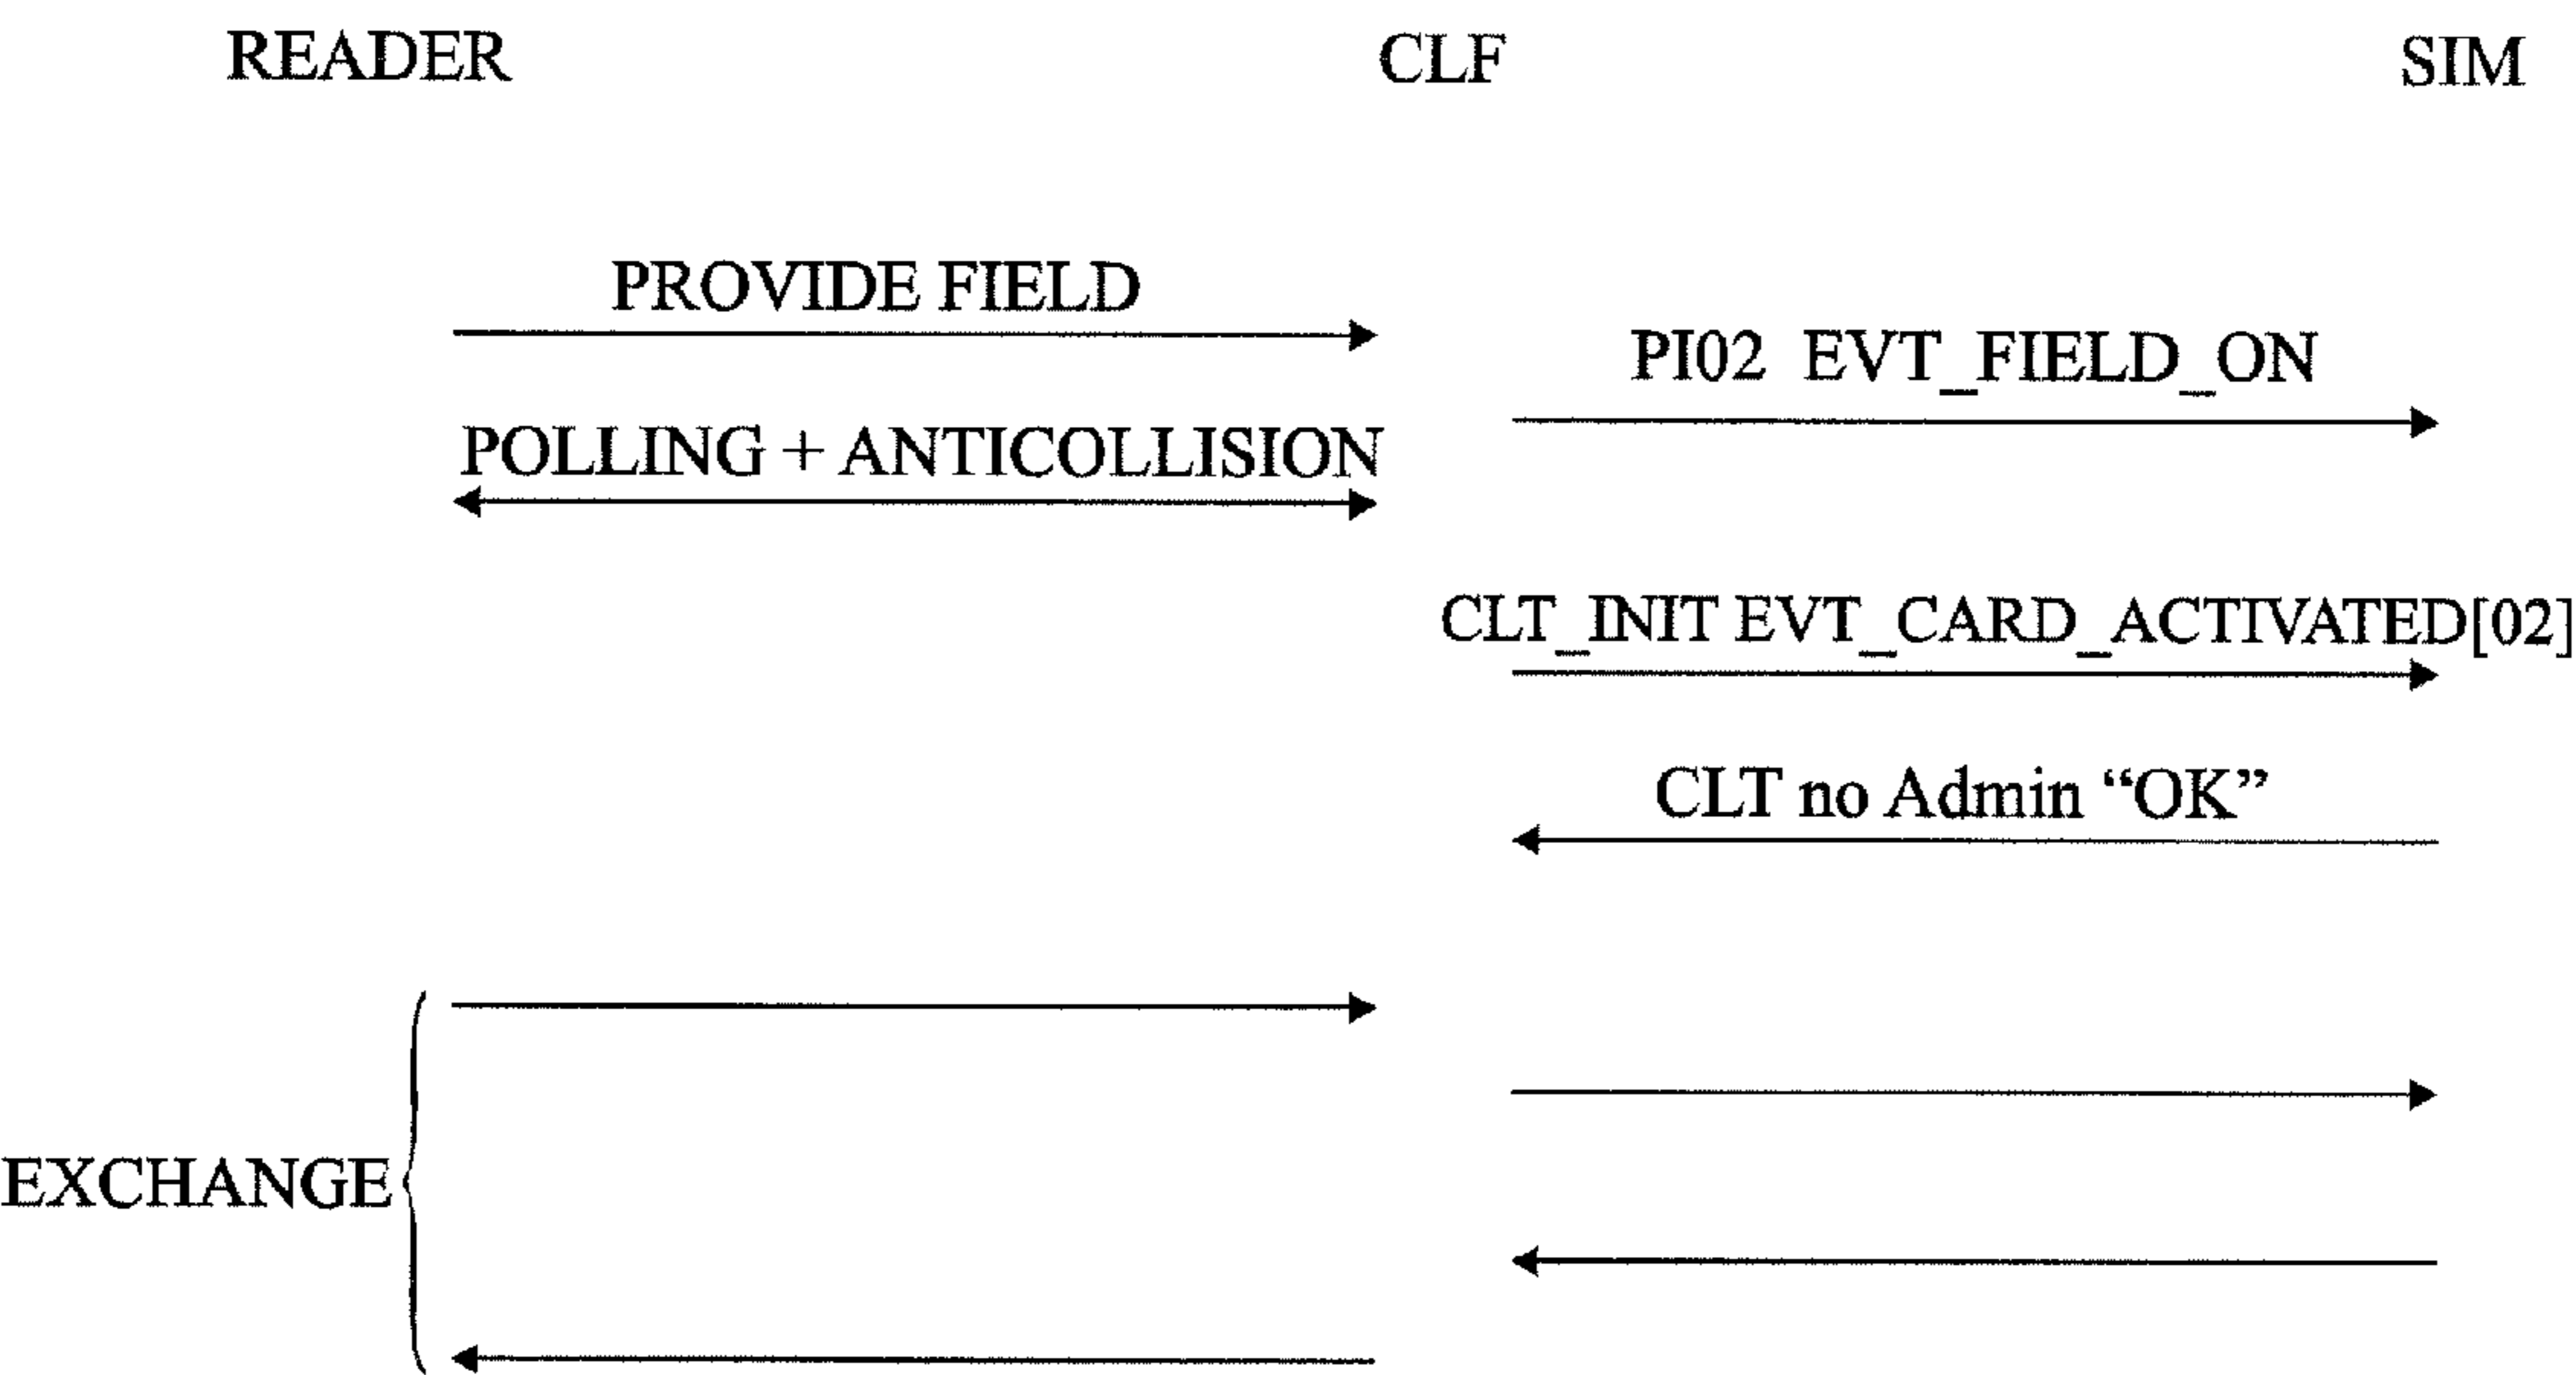 READER CLF SIM
PROVIDE FIELD
PI02 EVT_FIELD_ON
POLLING + ANTICOLLISION
CLT_INIT EVT_CARD_ACTIVATED[02]
CLT no Admin “OK”
EXCHANGE